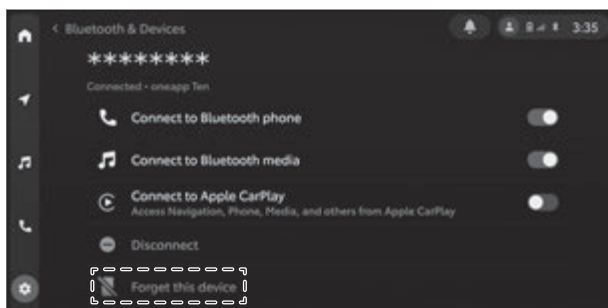 < Bluetooth & Devices
3:35
********
Connected - oneapp Ten
Connect to Bluetooth phone
Connect to Bluetooth media
Connect to Apple CarPlay
Access Navigation, Phone, Media, and others from Apple CarPlay
Disconnect
Forget this device